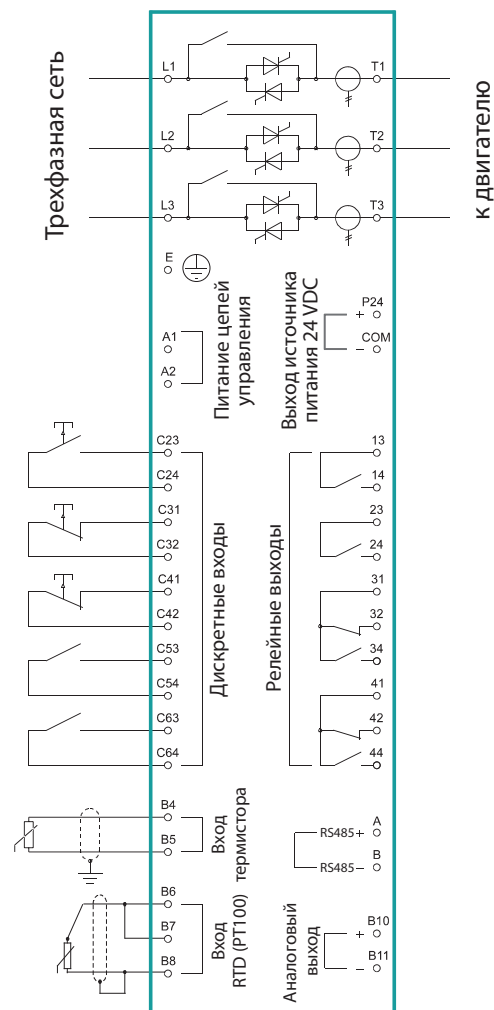 Трехфазная сеть
к двигателю
L1
T1
L2
T2
L3
T3
E
A1
A2
Питание цепей
управления
Выход источника
питания 24 VDC
P24
+
COM
–
C23
C24
C31
C32
C41
C42
C53
C54
C63
C64
Дискретные входы
Релейные выходы
13
14
23
24
31
32
34
41
42
44
B4
B5
Вход
термистора
RS485 +
A
RS485 –
B
B6
B7
B8
Вход
RTD (PT100)
Аналоговый
выход
+
B10
–
B11